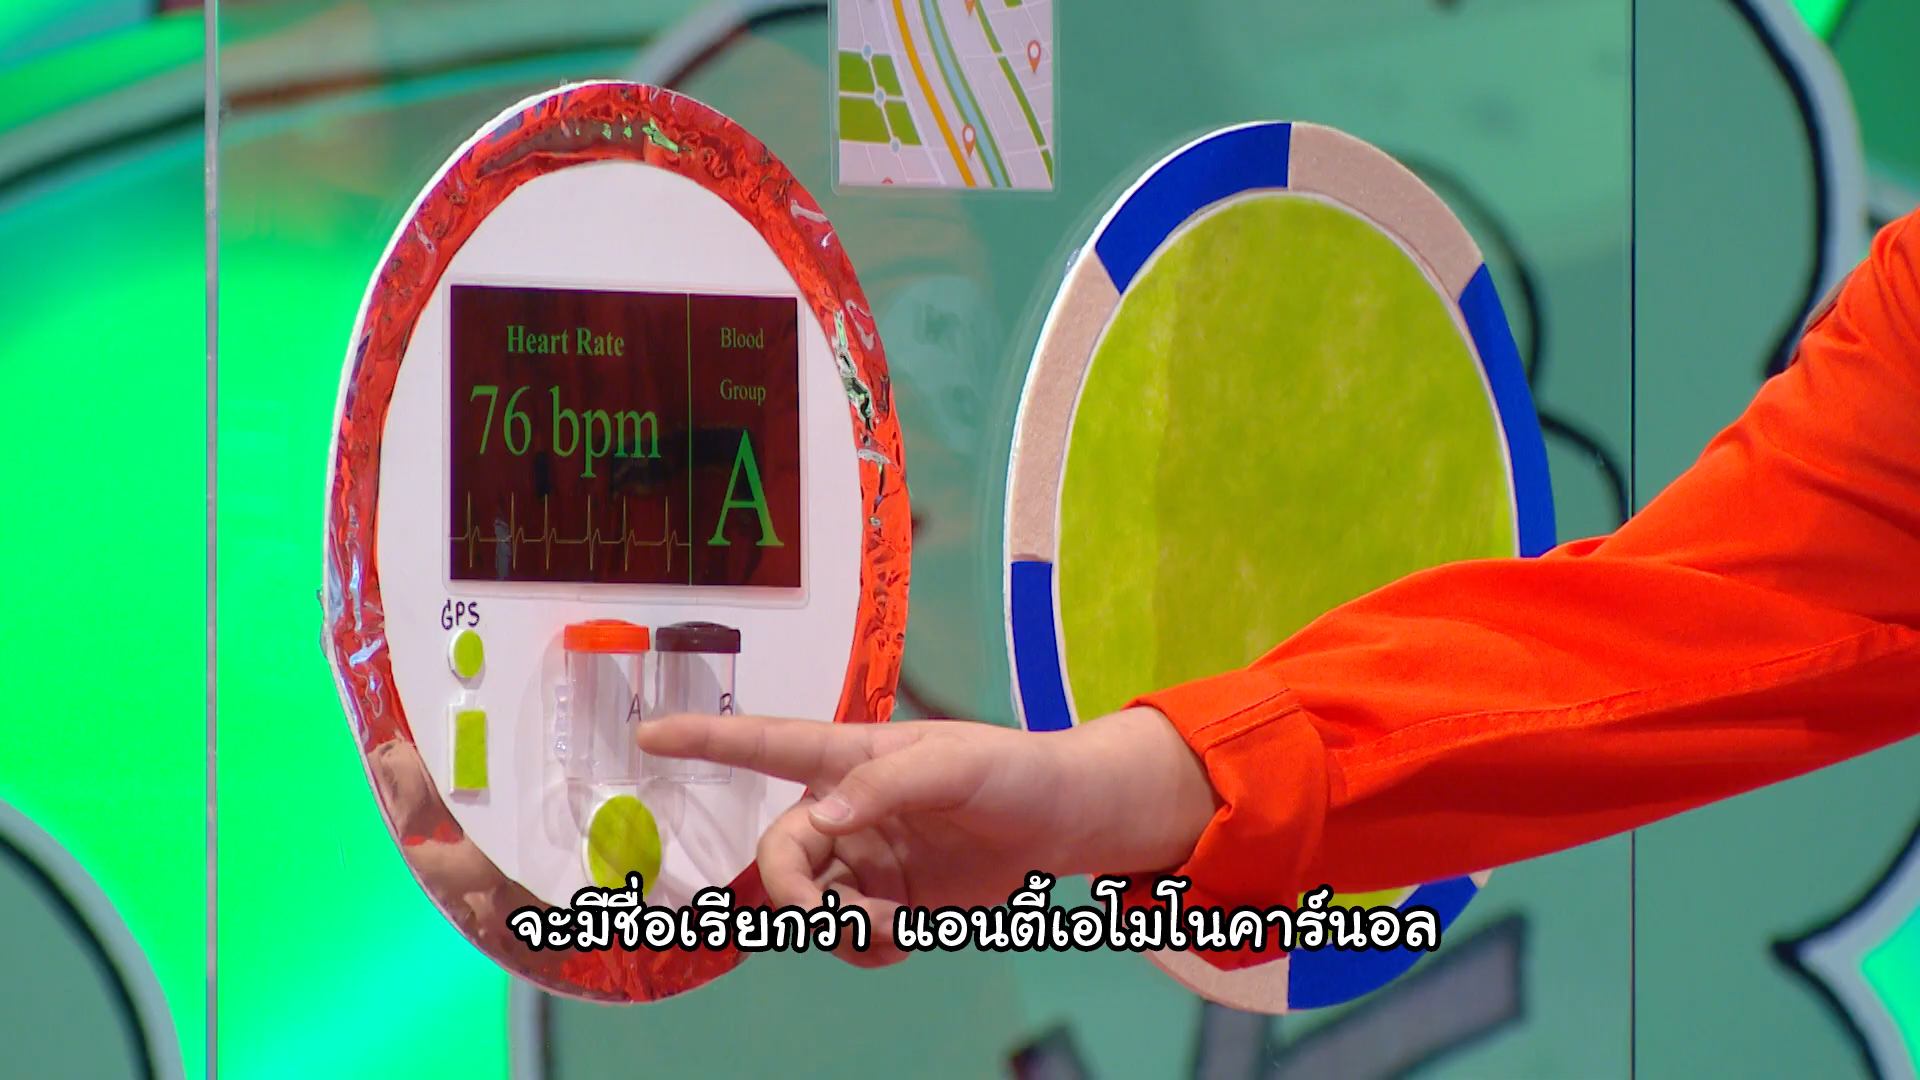 Heart Rate
76 bpm
Blood
Group
A
GPS
A
B
จะมีชื่อเรียกว่า แอนตี้เอโมโนคาร์นอล